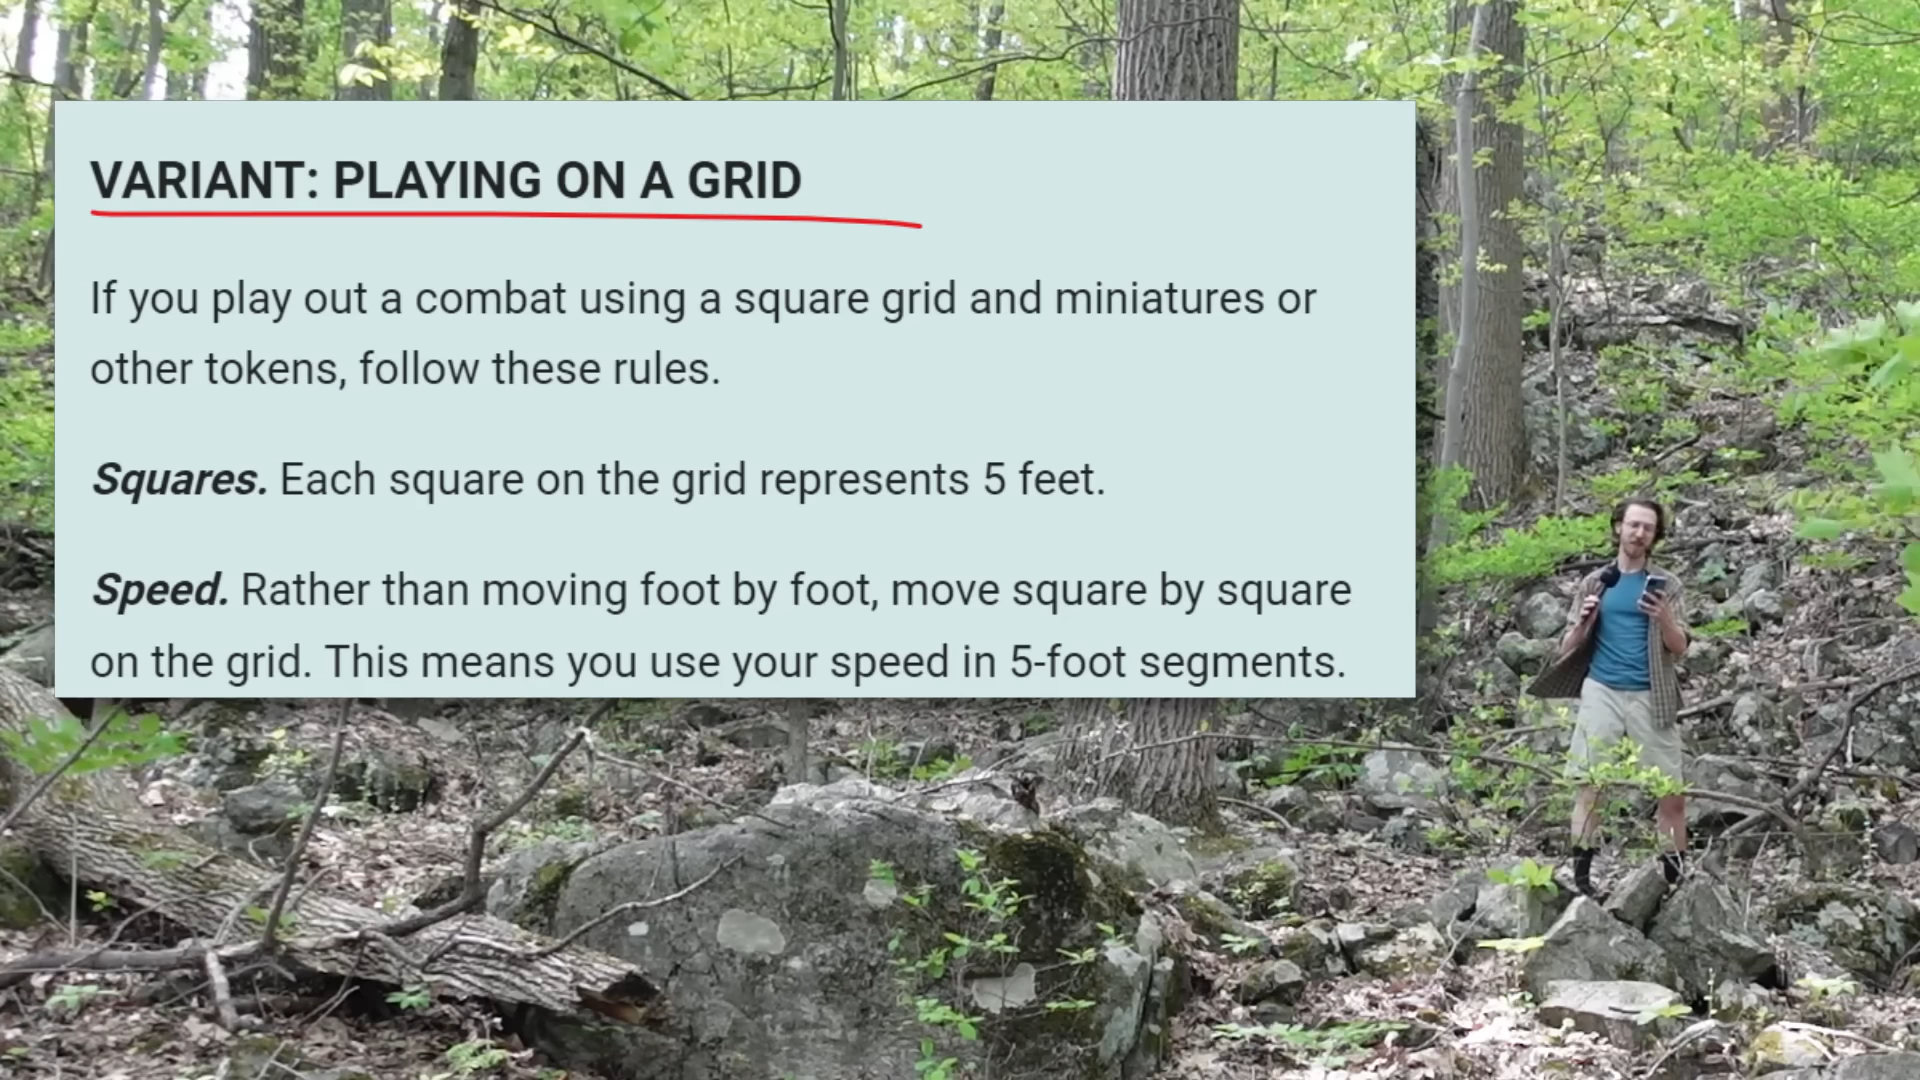 VARIANT: PLAYING ON A GRID
If you play out a combat using a square grid and miniatures or
other tokens, follow these rules.
Squares. Each square on the grid represents 5 feet.
Speed. Rather than moving foot by foot, move square by square
on the grid. This means you use your speed in 5-foot segments.